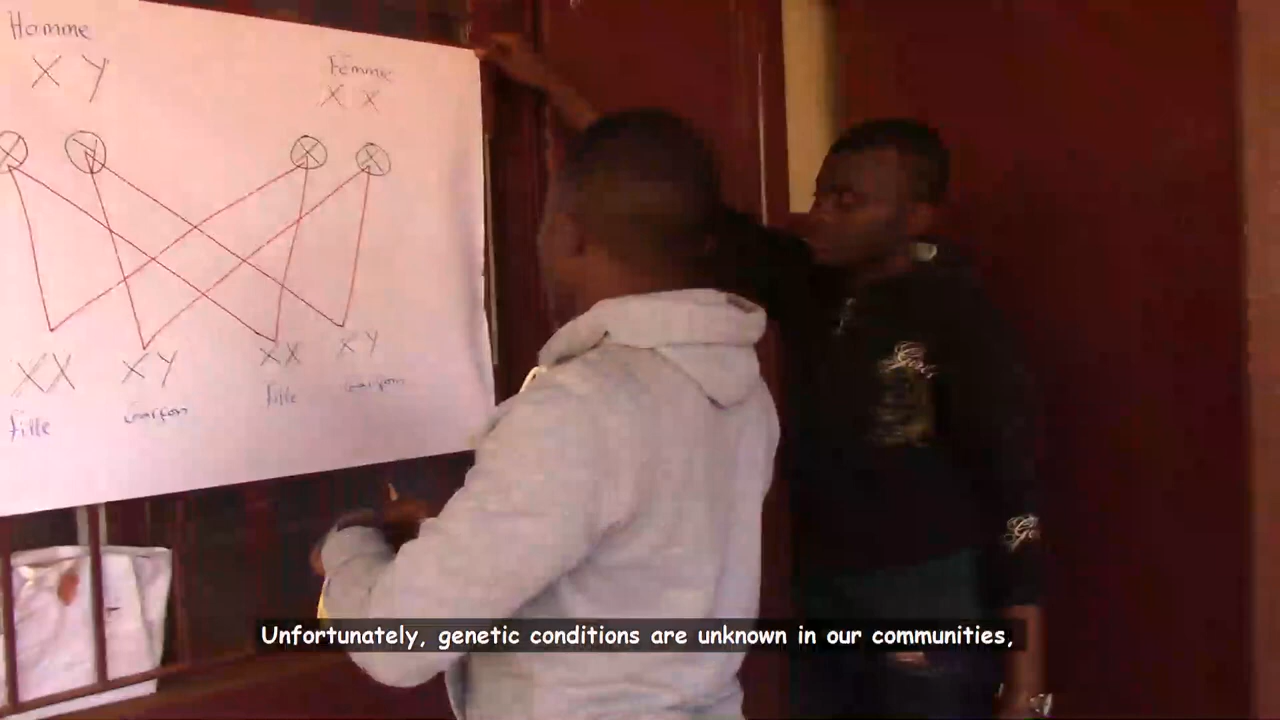 Homme
X Y
Femme
X X
X X X X
XX XY XX XY
fille Garçon fille Garçon
Unfortunately, genetic conditions are unknown in our communities,